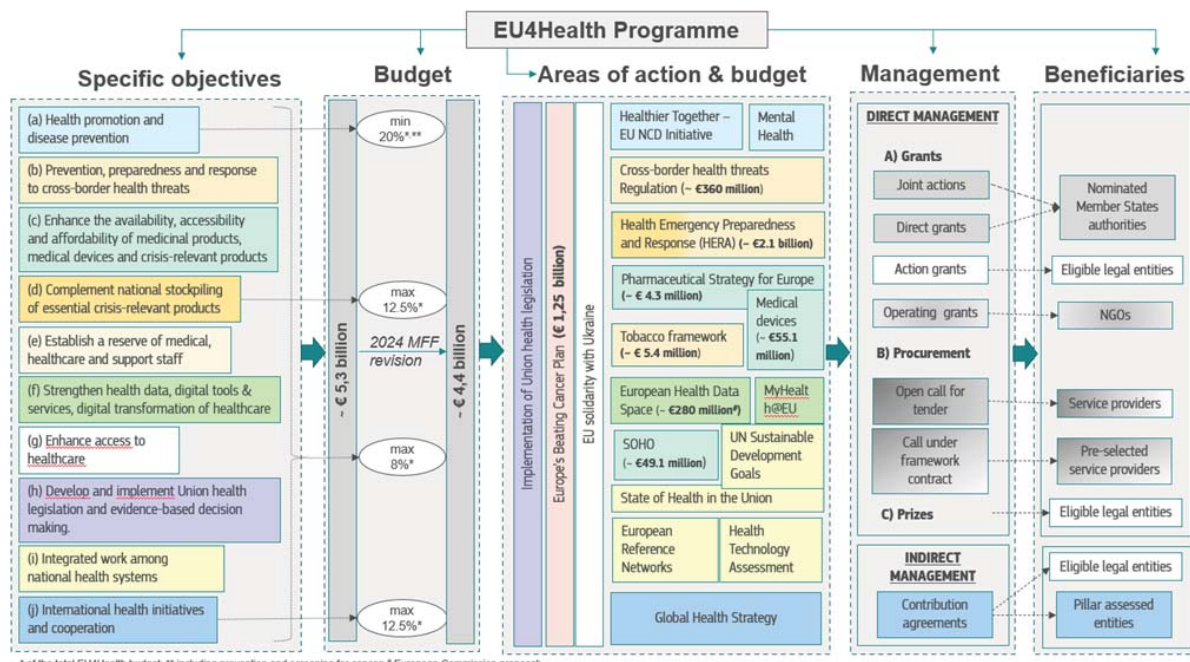 EU4Health Programme
Specific objectives
(a) Health promotion and
disease prevention
(b) Prevention, preparedness and response
to cross-border health threats
(c) Enhance the availability, accessibility
and affordability of medicinal products,
medical devices and crisis-relevant products
(d) Complement national stockpiling
of essential crisis-relevant products
(e) Establish a reserve of medical,
healthcare and support staff
(f) Strengthen health data, digital tools &
services, digital transformation of healthcare
(g) Enhance access to
healthcare
(h) Develop and implement Union health
legislation and evidence-based decision
making.
(i) Integrated work among
national health systems
(j) International health initiatives
and cooperation
Budget
~ € 5,3 billion
min
20%*,**
max
12.5%*
2024 MFF
revision
max
8%*
max
12.5%*
~ € 4,4 billion
Areas of action & budget
Implementation of Union health legislation
Europe's Beating Cancer Plan (€ 1,25 billion)
EU solidarity with Ukraine
Healthier Together –
EU NCD Initiative
Mental
Health
Cross-border health threats
Regulation (~ €360 million)
Health Emergency Preparedness
and Response (HERA) (~ €2.1 billion)
Pharmaceutical Strategy for Europe
(~ € 4.3 million)
Medical
devices
(~ €55.1
million)
Tobacco framework
(~ € 5.4 million)
European Health Data
Space (~ €280 million#)
MyHealt
h@EU
SOHO
(~ €49.1 million)
UN Sustainable
Development
Goals
State of Health in the Union
European
Reference
Networks
Health
Technology
Assessment
Global Health Strategy
Management
DIRECT MANAGEMENT
A) Grants
Joint actions
Direct grants
Action grants
Operating grants
B) Procurement
Open call for
tender
Call under
framework
contract
C) Prizes
INDIRECT
MANAGEMENT
Contribution
agreements
Beneficiaries
Nominated
Member States
authorities
Eligible legal entities
NGOs
Service providers
Pre-selected
service providers
Eligible legal entities
Eligible legal entities
Pillar assessed
entities